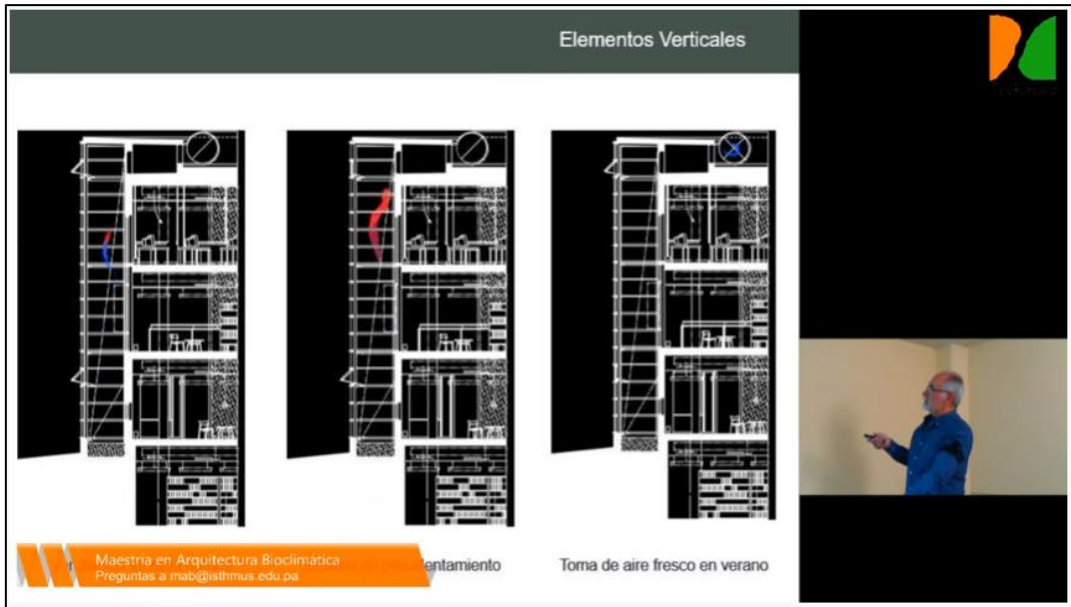 Elementos Verticales
Maestria en Arquitectura Bioclimática
Preguntas a mab@isthmus.edu.pa
entamiento
Toma de aire fresco en verano